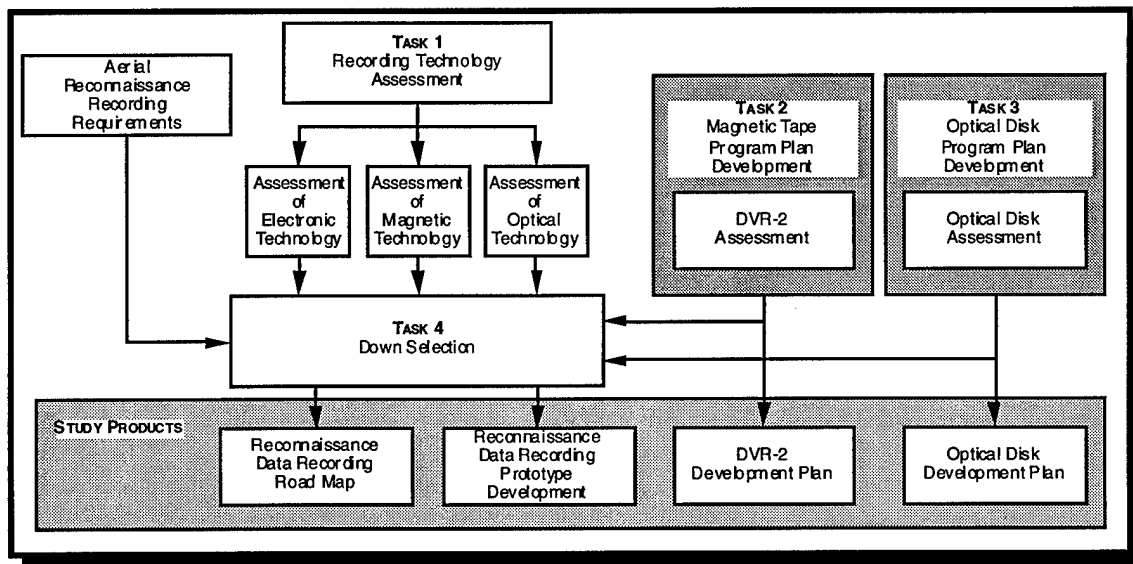 TASK 1
Recording Technology
Assessment
Aerial
Reconnaissance
Recording
Requirements
TASK 2
Magnetic Tape
Program Plan
Development
TASK 3
Optical Disk
Program Plan
Development
Assessment
of
Electronic
Technology
Assessment
of
Magnetic
Technology
Assessment
of
Optical
Technology
DVR-2
Assessment
Optical Disk
Assessment
TASK 4
Down Selection
STUDY PRODUCTS
Reconnaissance
Data Recording
Road Map
Reconnaissance
Data Recording
Prototype
Development
DVR-2
Development Plan
Optical Disk
Development Plan